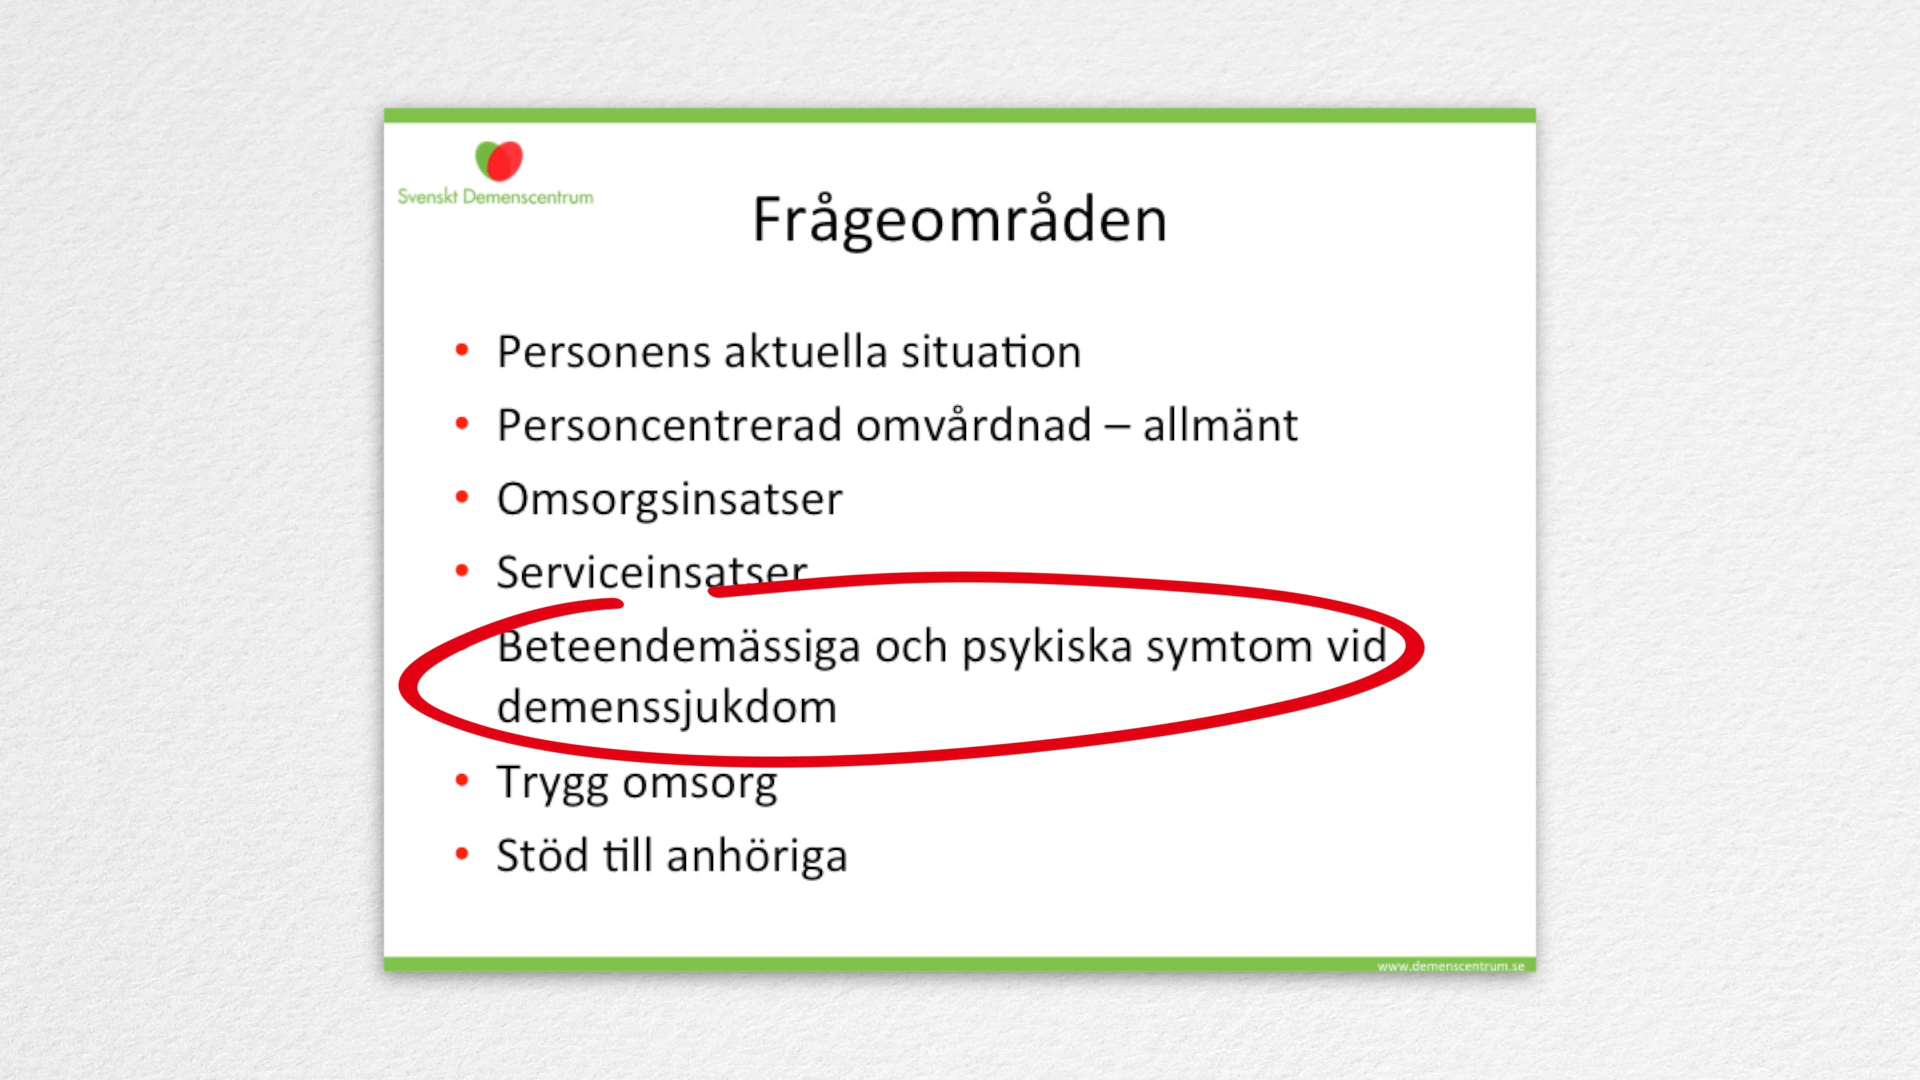 Svenskt Demenscentrum
Frågeområden
• Personens aktuella situation
• Personcentrerad omvårdnad – allmänt
• Omsorgsinsatser
• Serviceinsatser
Beteendemässiga och psykiska symtom vid
demenssjukdom
• Trygg omsorg
• Stöd till anhöriga
www.demenscentrum.se